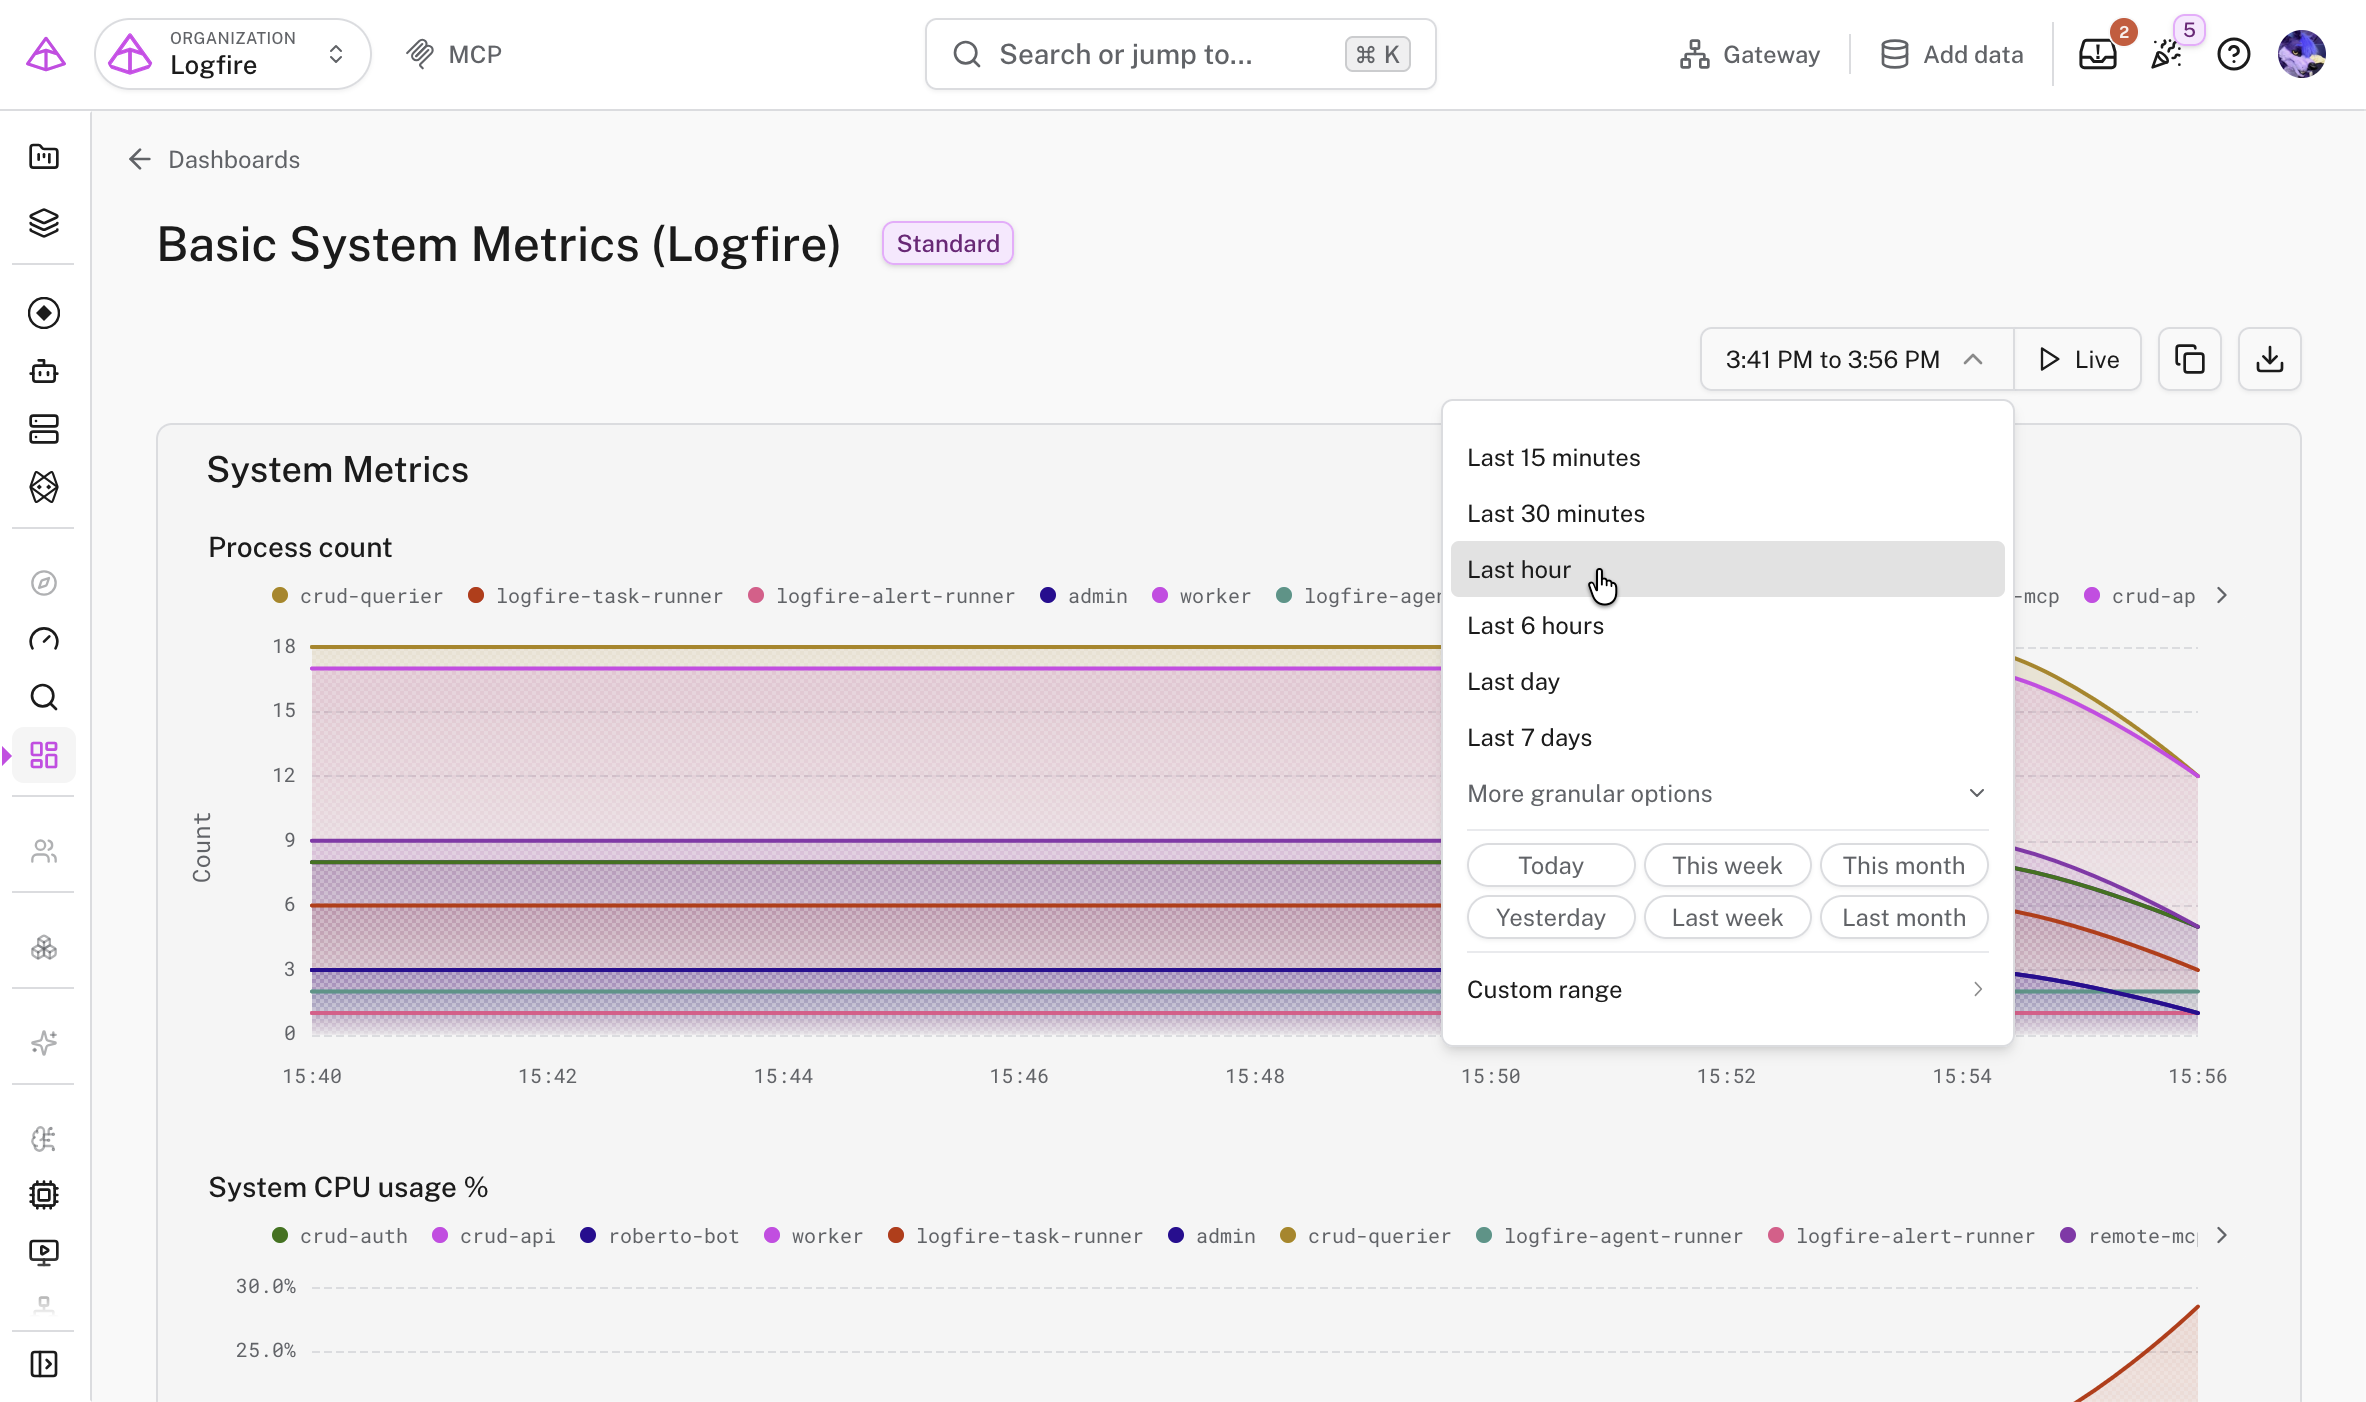 ORGANIZATION
Logfire
MCP
Search or jump to...
⌘ K
Gateway
Add data
2
5
Dashboards
Basic System Metrics (Logfire)
Standard
3:41 PM to 3:56 PM
Live
System Metrics
Last 15 minutes
Last 30 minutes
Last hour
Last 6 hours
Last day
Last 7 days
More granular options
Today
This week
This month
Yesterday
Last week
Last month
Custom range
Process count
crud-querier
logfire-task-runner
logfire-alert-runner
admin
worker
logfire-agen
-mcp
crud-ap
Count
18
15
12
9
6
3
0
15:40
15:42
15:44
15:46
15:48
15:50
15:52
15:54
15:56
System CPU usage %
crud-auth
crud-api
roberto-bot
worker
logfire-task-runner
admin
crud-querier
logfire-agent-runner
logfire-alert-runner
remote-mc
30.0%
25.0%